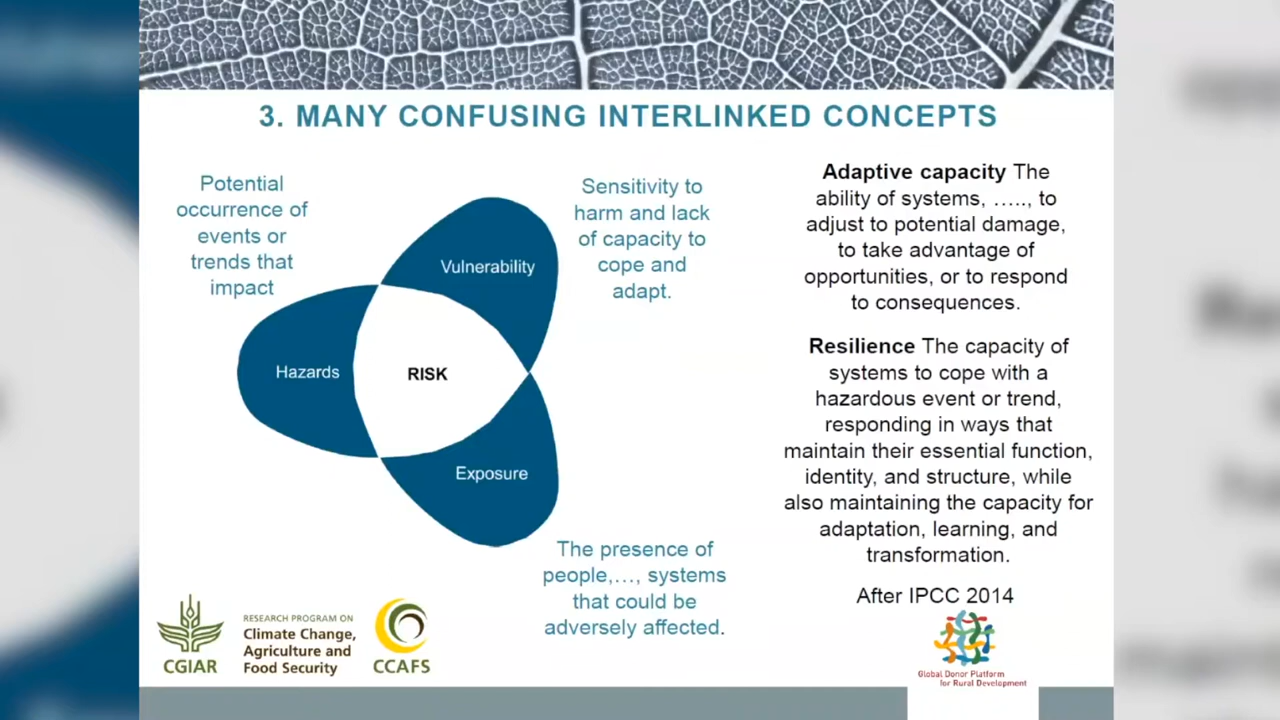 3. MANY CONFUSING INTERLINKED CONCEPTS
Potential
occurrence of
events or
trends that
impact
Sensitivity to
harm and lack
of capacity to
cope and
adapt.
Vulnerability
Hazards
RISK
Exposure
The presence of
people,..., systems
that could be
adversely affected.
Adaptive capacity The
ability of systems, ….., to
adjust to potential damage,
to take advantage of
opportunities, or to respond
to consequences.
Resilience The capacity of
systems to cope with a
hazardous event or trend,
responding in ways that
maintain their essential function,
identity, and structure, while
also maintaining the capacity for
adaptation, learning, and
transformation.
After IPCC 2014
CGIAR
RESEARCH PROGRAM ON
Climate Change,
Agriculture and
Food Security
CCAFS
Global Donor Platform
for Rural Development